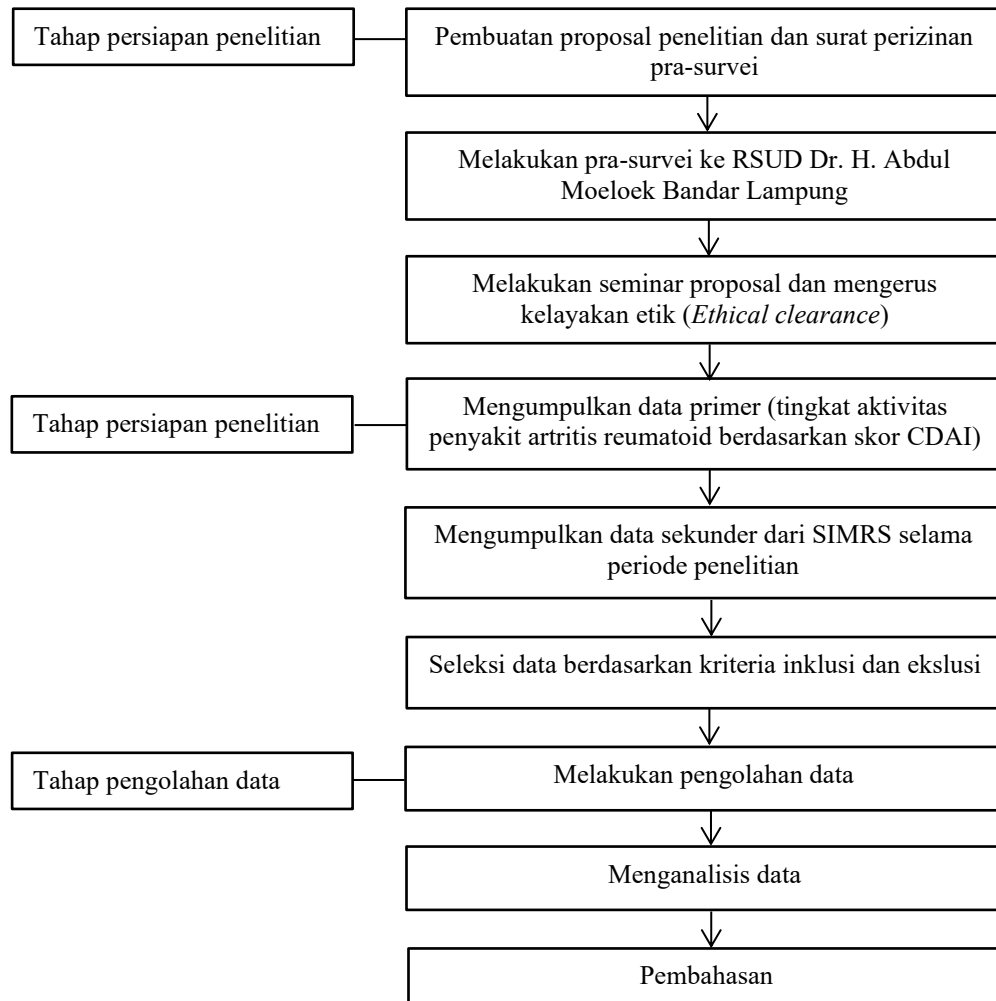 Tahap persiapan penelitian
Pembuatan proposal penelitian dan surat perizinan
pra-survei
Melakukan pra-survei ke RSUD Dr. H. Abdul
Moeloek Bandar Lampung
Melakukan seminar proposal dan mengerus
kelayakan etik (Ethical clearance)
Tahap persiapan penelitian
Mengumpulkan data primer (tingkat aktivitas
penyakit artritis reumatoid berdasarkan skor CDAI)
Mengumpulkan data sekunder dari SIMRS selama
periode penelitian
Seleksi data berdasarkan kriteria inklusi dan ekslusi
Tahap pengolahan data
Melakukan pengolahan data
Menganalisis data
Pembahasan